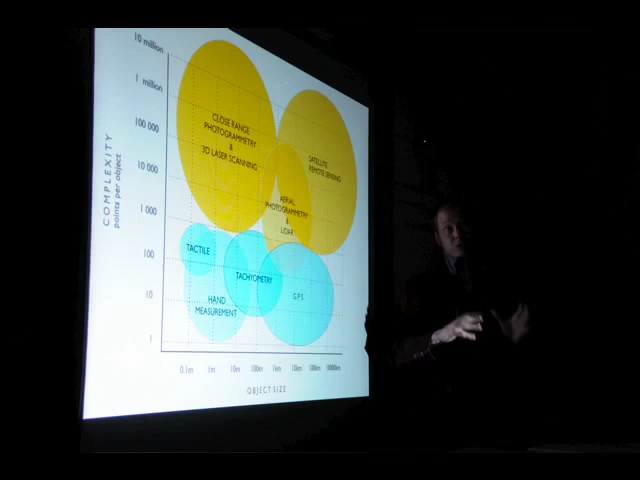 10 million
1 million
100 000
10 000
1 000
100
10
1
COMPLEXITY
points per object
CLOSE RANGE
PHOTOGRAMMETRY
&
3D LASER SCANNING
SATELLITE
REMOTE SENSING
AERIAL
PHOTOGRAMMETRY
&
LIDAR
TACTILE
TACHYOMETRY
GPS
HAND
MEASUREMENT
0.1m 1m 10m 100m 1km 10km 100km 10000km
OBJECT SIZE